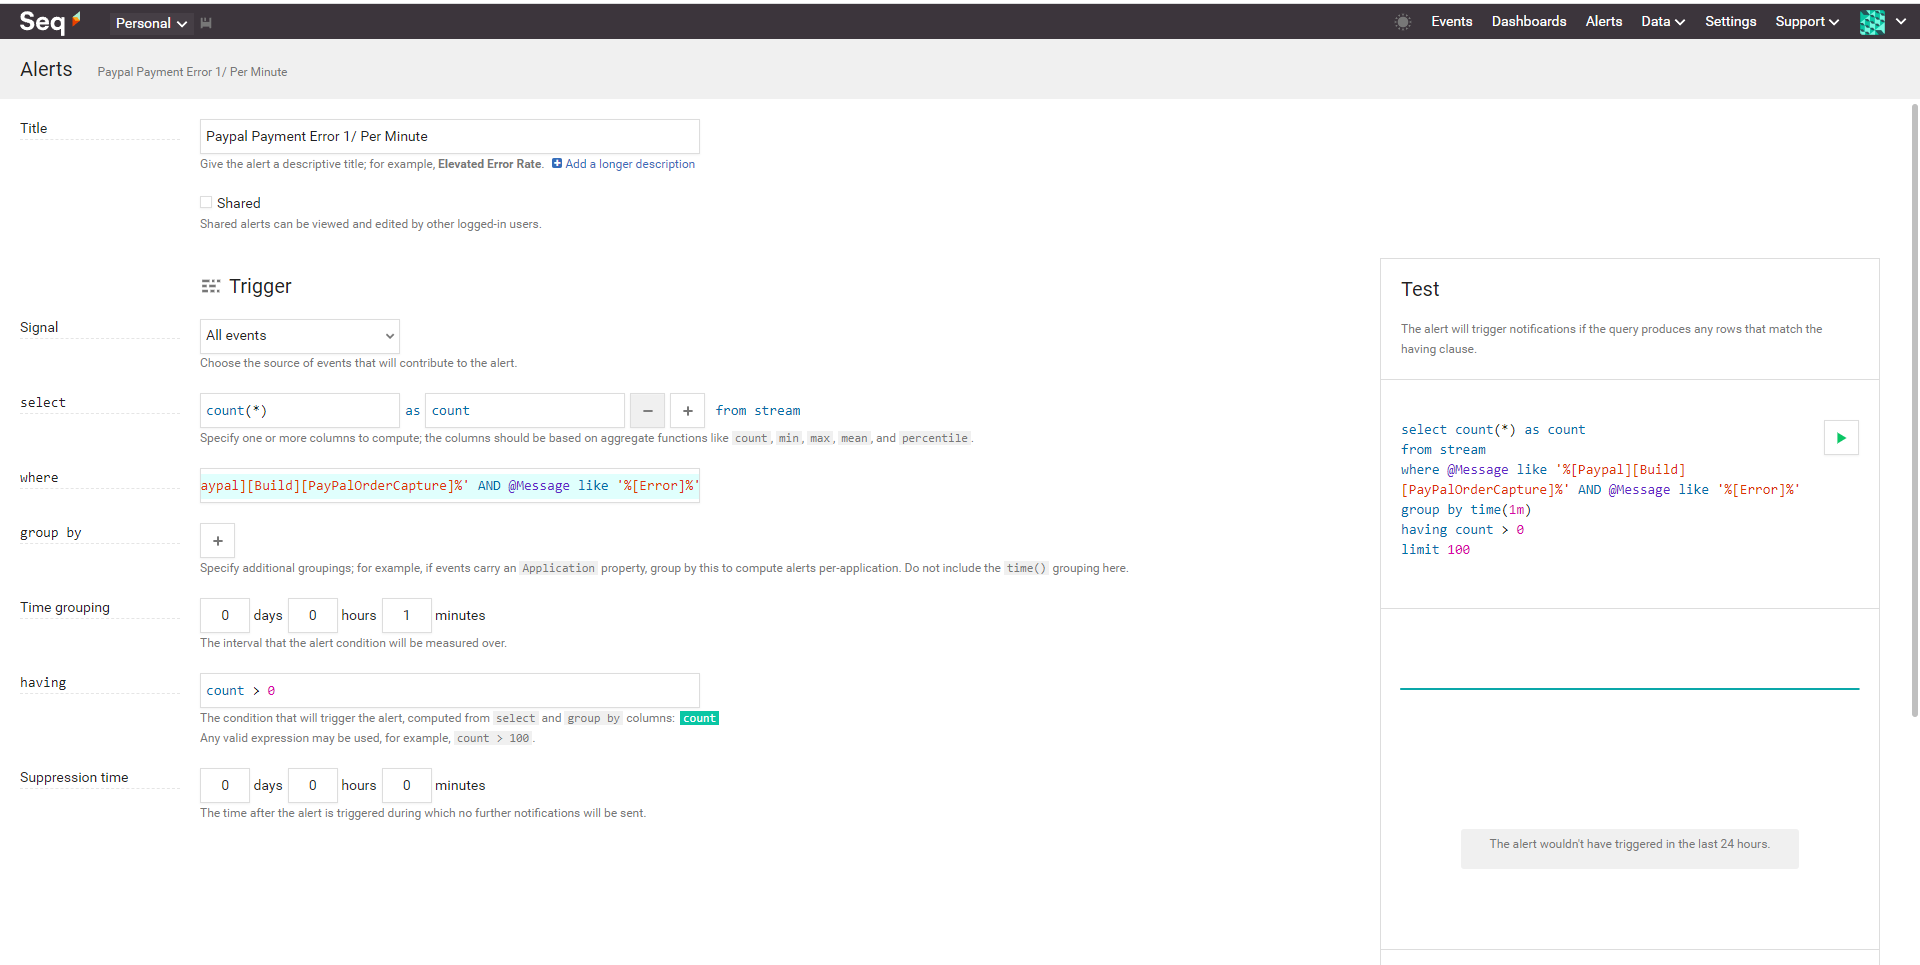 Seq Personal Events Dashboards Alerts Data Settings Support
Alerts Paypal Payment Error 1/ Per Minute
Title
Paypal Payment Error 1/ Per Minute
Give the alert a descriptive title; for example, Elevated Error Rate. Add a longer description
Shared
Shared alerts can be viewed and edited by other logged-in users.
Trigger
Signal
All events
Choose the source of events that will contribute to the alert.
select
count(*) as count − + from stream
Specify one or more columns to compute; the columns should be based on aggregate functions like count, min, max, mean, and percentile.
where
aypal][Build][PayPalOrderCapture]%' AND @Message like '%[Error]%'
group by
+
Specify additional groupings; for example, if events carry an Application property, group by this to compute alerts per-application. Do not include the time() grouping here.
Time grouping
0 days 0 hours 1 minutes
The interval that the alert condition will be measured over.
having
count > 0
The condition that will trigger the alert, computed from select and group by columns: count
Any valid expression may be used, for example, count > 100.
Suppression time
0 days 0 hours 0 minutes
The time after the alert is triggered during which no further notifications will be sent.
Test
The alert will trigger notifications if the query produces any rows that match the
having clause.
select count(*) as count
from stream
where @Message like '%[Paypal][Build]
[PayPalOrderCapture]%' AND @Message like '%[Error]%'
group by time(1m)
having count > 0
limit 100
The alert wouldn't have triggered in the last 24 hours.